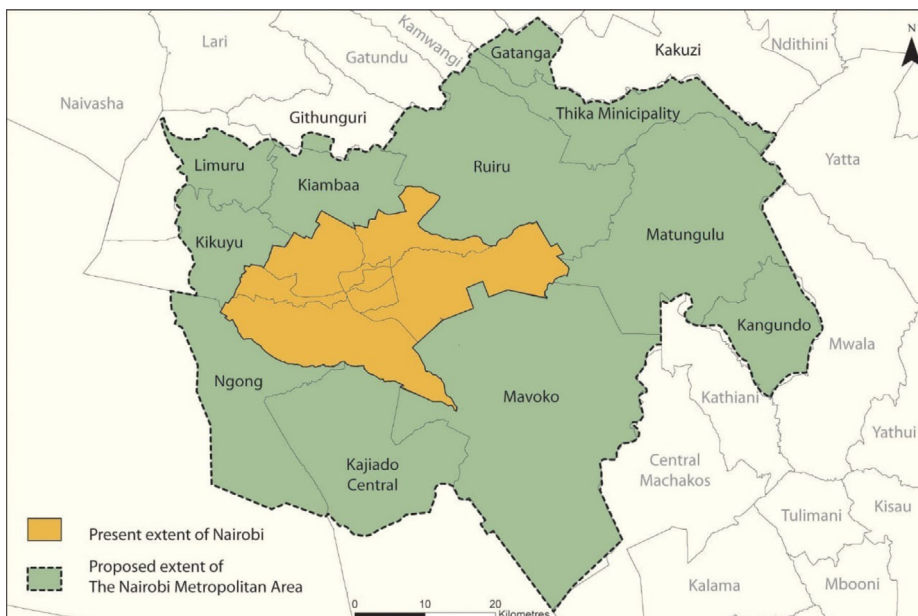 Lari
Kamwangi
Gatundu
Gatanga
Kakuzi
Ndithini
N
Naivasha
Githunguri
Thika Minicipality
Limuru
Kiambaa
Ruiru
Yatta
Kikuyu
Matungulu
Kangundo
Mwala
Ngong
Mavoko
Kathiani
Yathui
Kajiado
Central
Central
Machakos
Tulimani
Kisau
Kalama
Mbooni
Present extent of Nairobi
Proposed extent of
The Nairobi Metropolitan Area
0 10 20
Kilometres